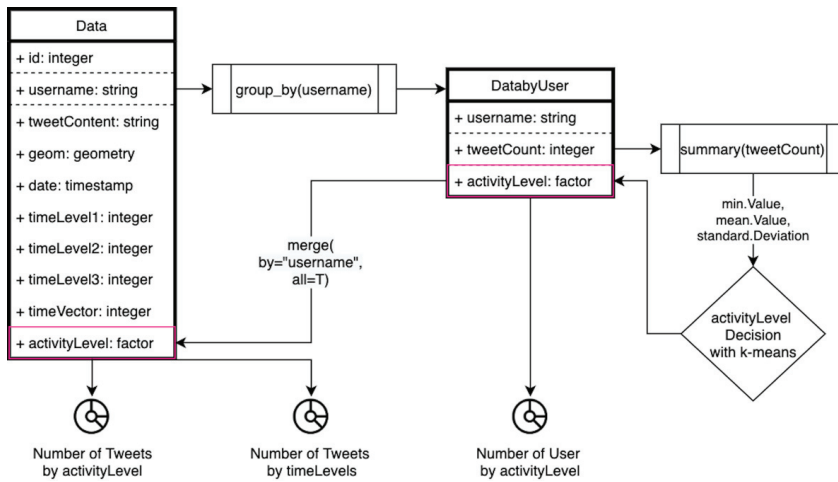 Data
+ id: integer
+ username: string
+ tweetContent: string
+ geom: geometry
+ date: timestamp
+ timeLevel1: integer
+ timeLevel2: integer
+ timeLevel3: integer
+ timeVector: integer
+ activityLevel: factor
group_by(username)
DatabyUser
+ username: string
+ tweetCount: integer
+ activityLevel: factor
summary(tweetCount)
min.Value,
mean.Value,
standard.Deviation
activityLevel
Decision
with k-means
merge(
by="username",
all=T)
Number of Tweets
by activityLevel
Number of Tweets
by timeLevels
Number of User
by activityLevel